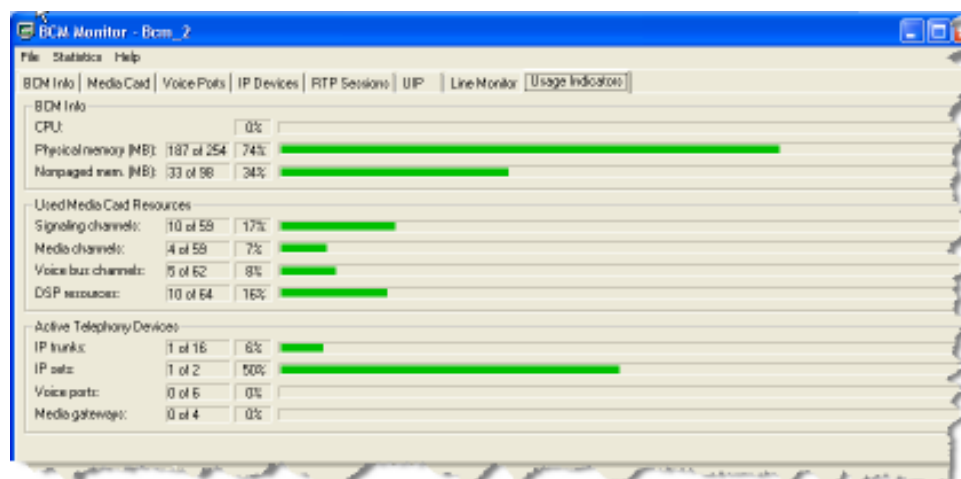 BCM Monitor - Bcm_2
File Statistics Help
BCM Info Media Card Voice Ports IP Devices RTP Sessions UIP Line Monitor Usage Indicators
BCM Info
CPU: 0%
Physical memory (MB): 187 of 254 74%
Nonpaged mem. (MB): 33 of 98 34%
Used Media Card Resources
Signaling channels: 10 of 59 17%
Media channels: 4 of 59 7%
Voice bus channels: 5 of 62 8%
DSP resources: 10 of 64 16%
Active Telephony Devices
IP trunks: 1 of 16 6%
IP sets: 1 of 2 50%
Voice ports: 0 of 6 0%
Media gateways: 0 of 4 0%